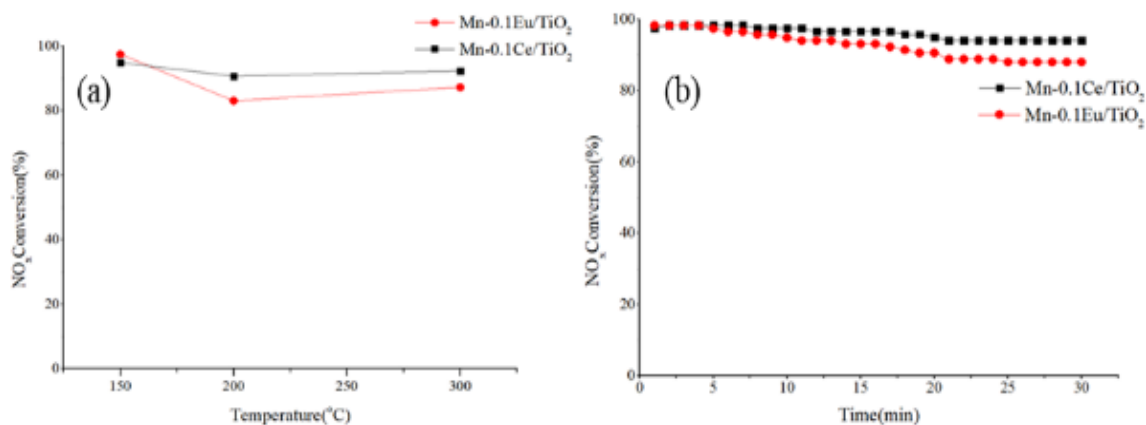 Mn-0.1Eu/TiO₂
Mn-0.1Ce/TiO₂
(a)
100
80
60
40
20
0
NOₓ Conversion(%)
150
200
250
300
Temperature(°C)
(b)
Mn-0.1Ce/TiO₂
Mn-0.1Eu/TiO₂
100
80
60
40
20
0
NOₓ Conversion(%)
0
5
10
15
20
25
30
Time(min)